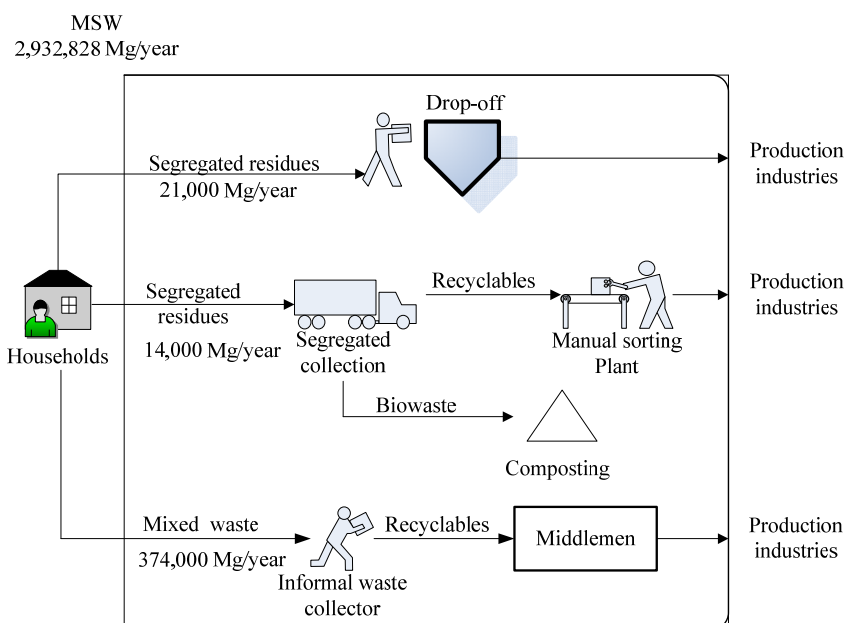 MSW
2,932,828 Mg/year
Drop-off
Segregated residues
21,000 Mg/year
Production
industries
Households
Segregated
residues
14,000 Mg/year
Segregated
collection
Recyclables
Manual sorting
Plant
Production
industries
Biowaste
Composting
Mixed waste
374,000 Mg/year
Informal waste
collector
Recyclables
Middlemen
Production
industries